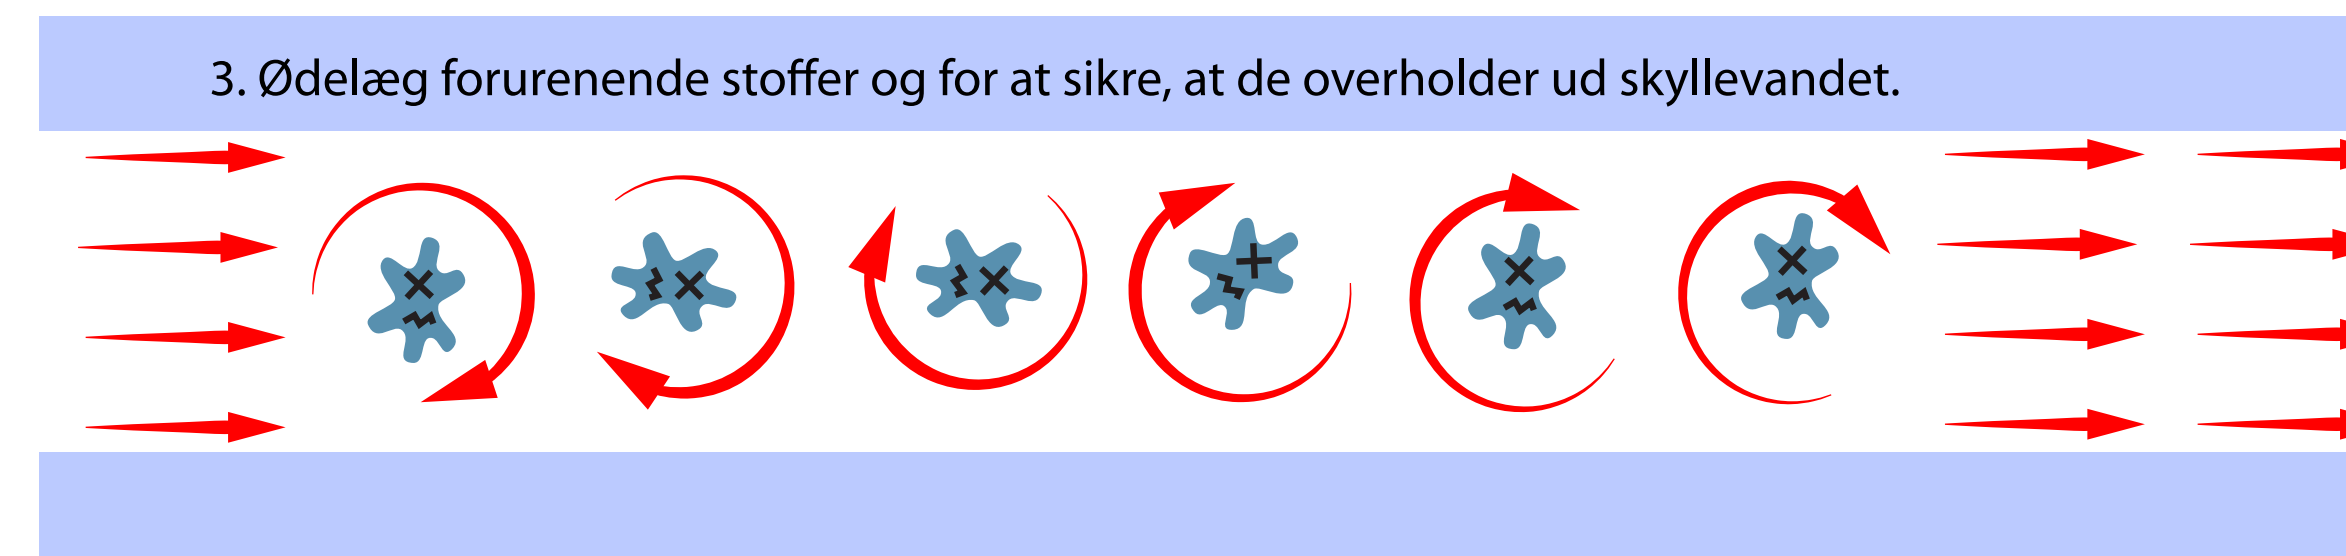 3. Ødelæg forurenende stoffer og for at sikre, at de overholder ud skyllevandet.